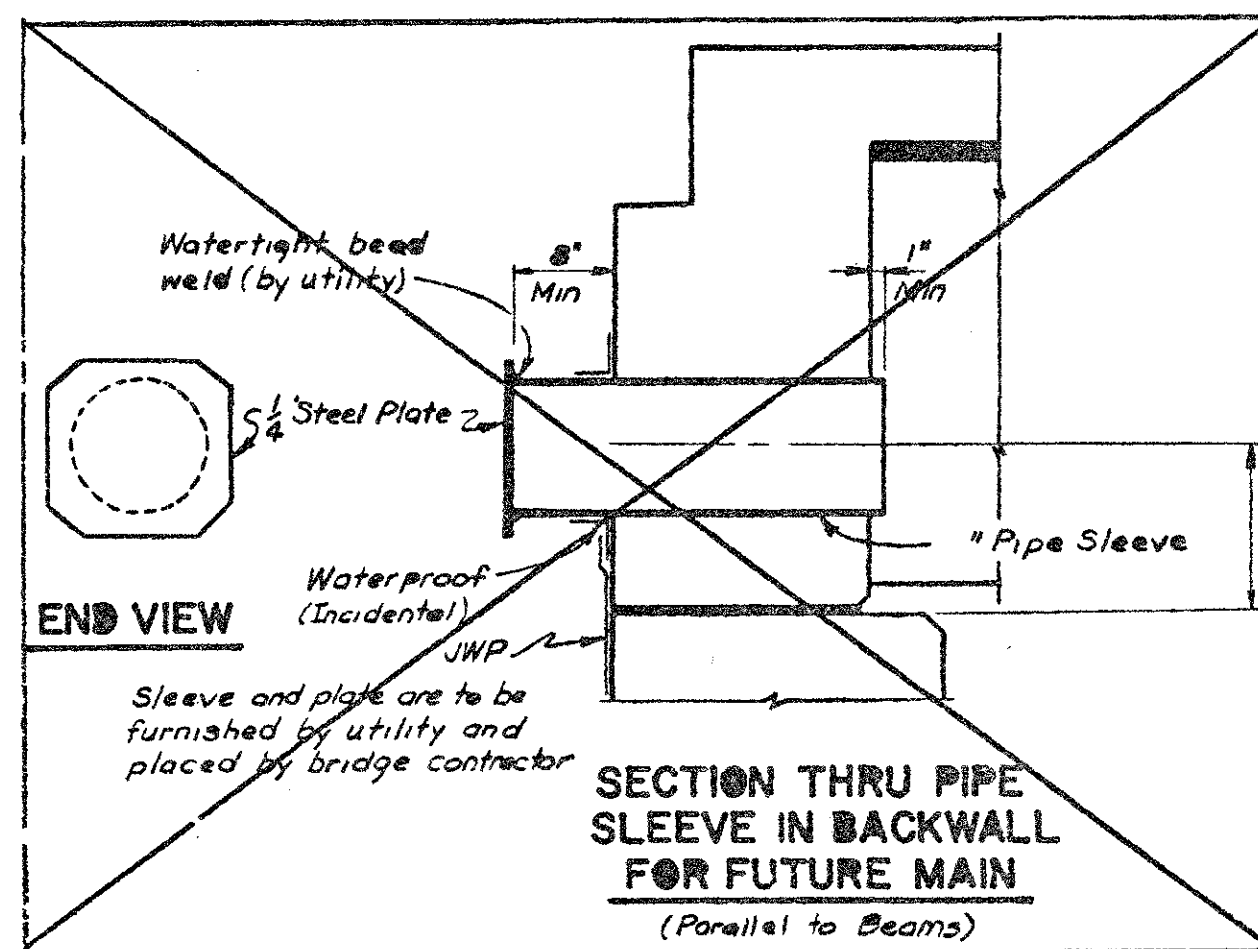 Watertight bead
weld (by utility)
8"
Min
1"
Min
1/4" Steel Plate
" Pipe Sleeve
Waterproof
(Incidental)
END VIEW
JWP
Sleeve and plate are to be
furnished by utility and
placed by bridge contractor
SECTION THRU PIPE
SLEEVE IN BACKWALL
FOR FUTURE MAIN
(Parallel to Beams)